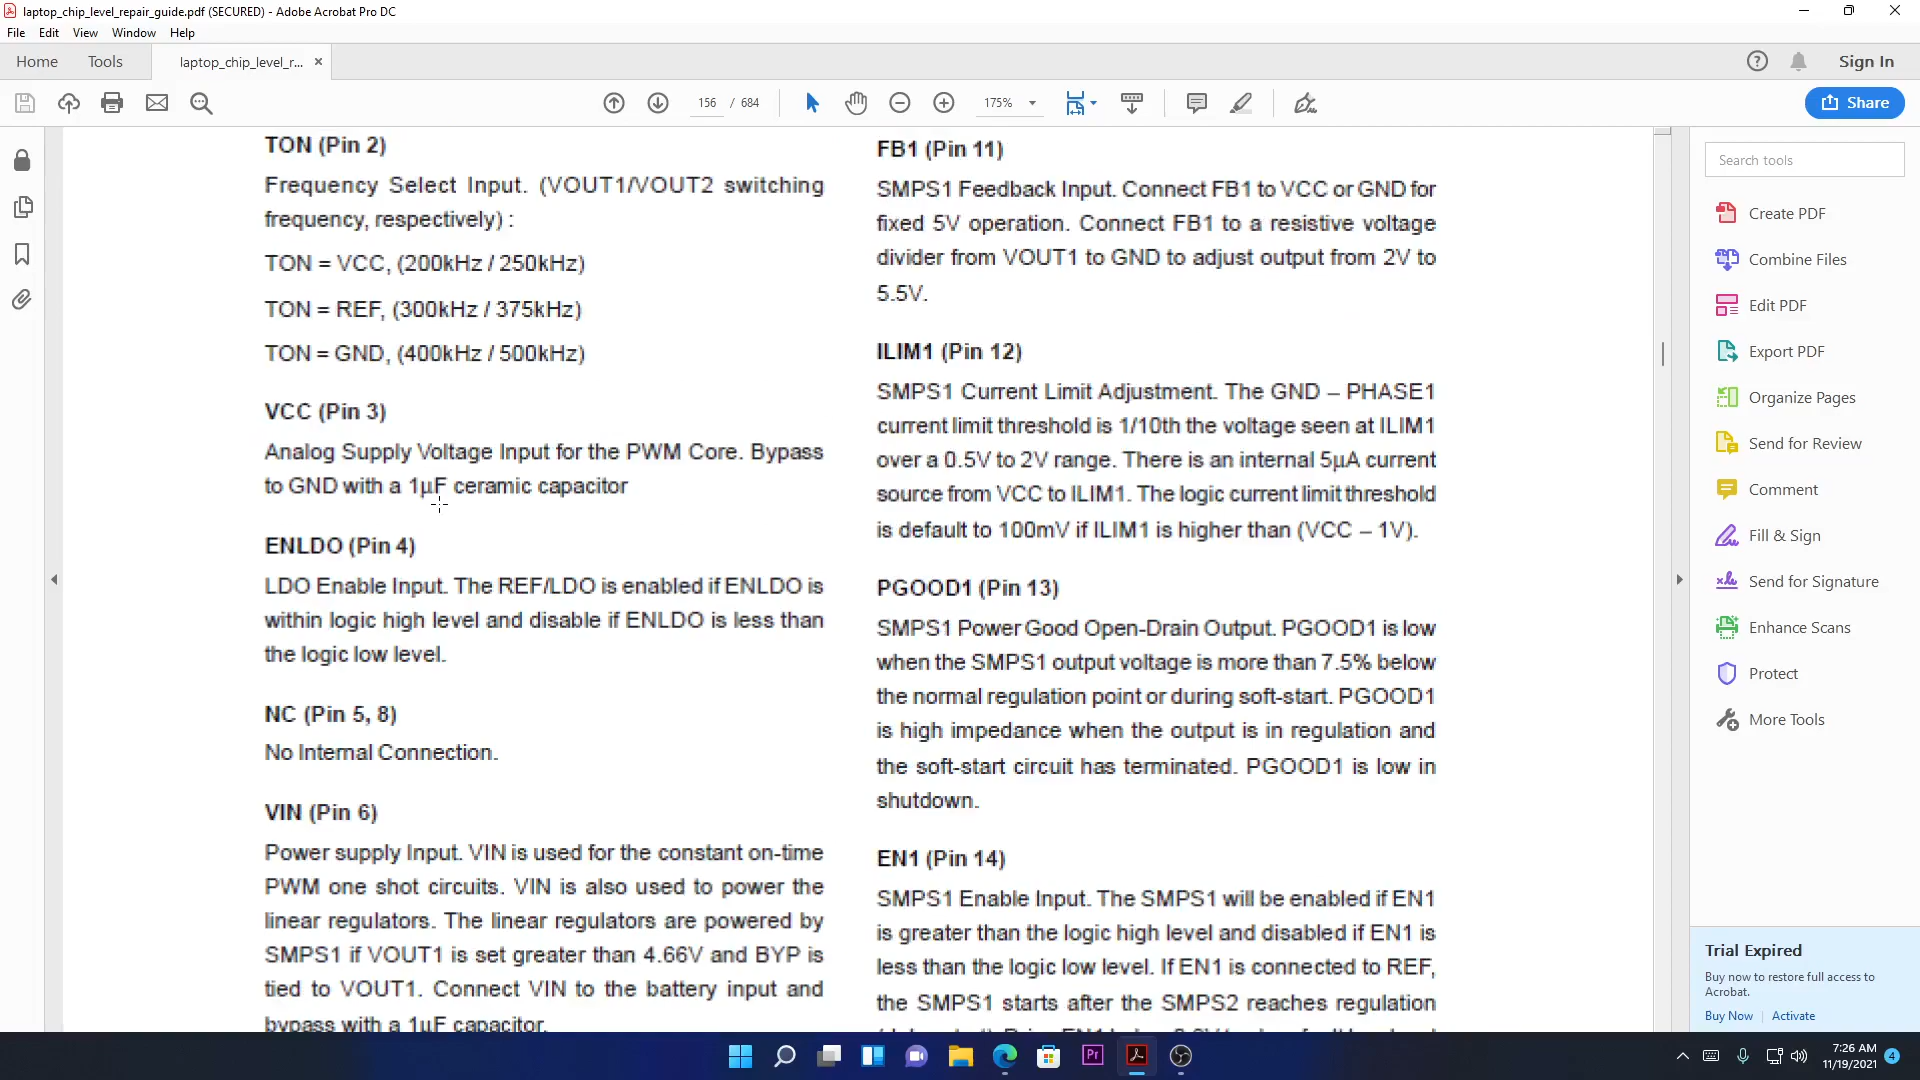 laptop_chip_level_repair_guide.pdf (SECURED) - Adobe Acrobat Pro DC
File Edit View Window Help
Home Tools laptop_chip_level_r... Sign In
156 / 684 175% Share
TON (Pin 2)
Frequency Select Input. (VOUT1/VOUT2 switching
frequency, respectively) :
TON = VCC, (200kHz / 250kHz)
TON = REF, (300kHz / 375kHz)
TON = GND, (400kHz / 500kHz)
VCC (Pin 3)
Analog Supply Voltage Input for the PWM Core. Bypass
to GND with a 1μF ceramic capacitor
ENLDO (Pin 4)
LDO Enable Input. The REF/LDO is enabled if ENLDO is
within logic high level and disable if ENLDO is less than
the logic low level.
NC (Pin 5, 8)
No Internal Connection.
VIN (Pin 6)
Power supply Input. VIN is used for the constant on-time
PWM one shot circuits. VIN is also used to power the
linear regulators. The linear regulators are powered by
SMPS1 if VOUT1 is set greater than 4.66V and BYP is
tied to VOUT1. Connect VIN to the battery input and
bypass with a 1μF capacitor.
FB1 (Pin 11)
SMPS1 Feedback Input. Connect FB1 to VCC or GND for
fixed 5V operation. Connect FB1 to a resistive voltage
divider from VOUT1 to GND to adjust output from 2V to
5.5V.
ILIM1 (Pin 12)
SMPS1 Current Limit Adjustment. The GND – PHASE1
current limit threshold is 1/10th the voltage seen at ILIM1
over a 0.5V to 2V range. There is an internal 5μA current
source from VCC to ILIM1. The logic current limit threshold
is default to 100mV if ILIM1 is higher than (VCC – 1V).
PGOOD1 (Pin 13)
SMPS1 Power Good Open-Drain Output. PGOOD1 is low
when the SMPS1 output voltage is more than 7.5% below
the normal regulation point or during soft-start. PGOOD1
is high impedance when the output is in regulation and
the soft-start circuit has terminated. PGOOD1 is low in
shutdown.
EN1 (Pin 14)
SMPS1 Enable Input. The SMPS1 will be enabled if EN1
is greater than the logic high level and disabled if EN1 is
less than the logic low level. If EN1 is connected to REF,
the SMPS1 starts after the SMPS2 reaches regulation
Search tools
Create PDF
Combine Files
Edit PDF
Export PDF
Organize Pages
Send for Review
Comment
Fill & Sign
Send for Signature
Enhance Scans
Protect
More Tools
Trial Expired
Buy now to restore full access to
Acrobat.
Buy Now Activate
Pr
7:26 AM
11/19/2021
4